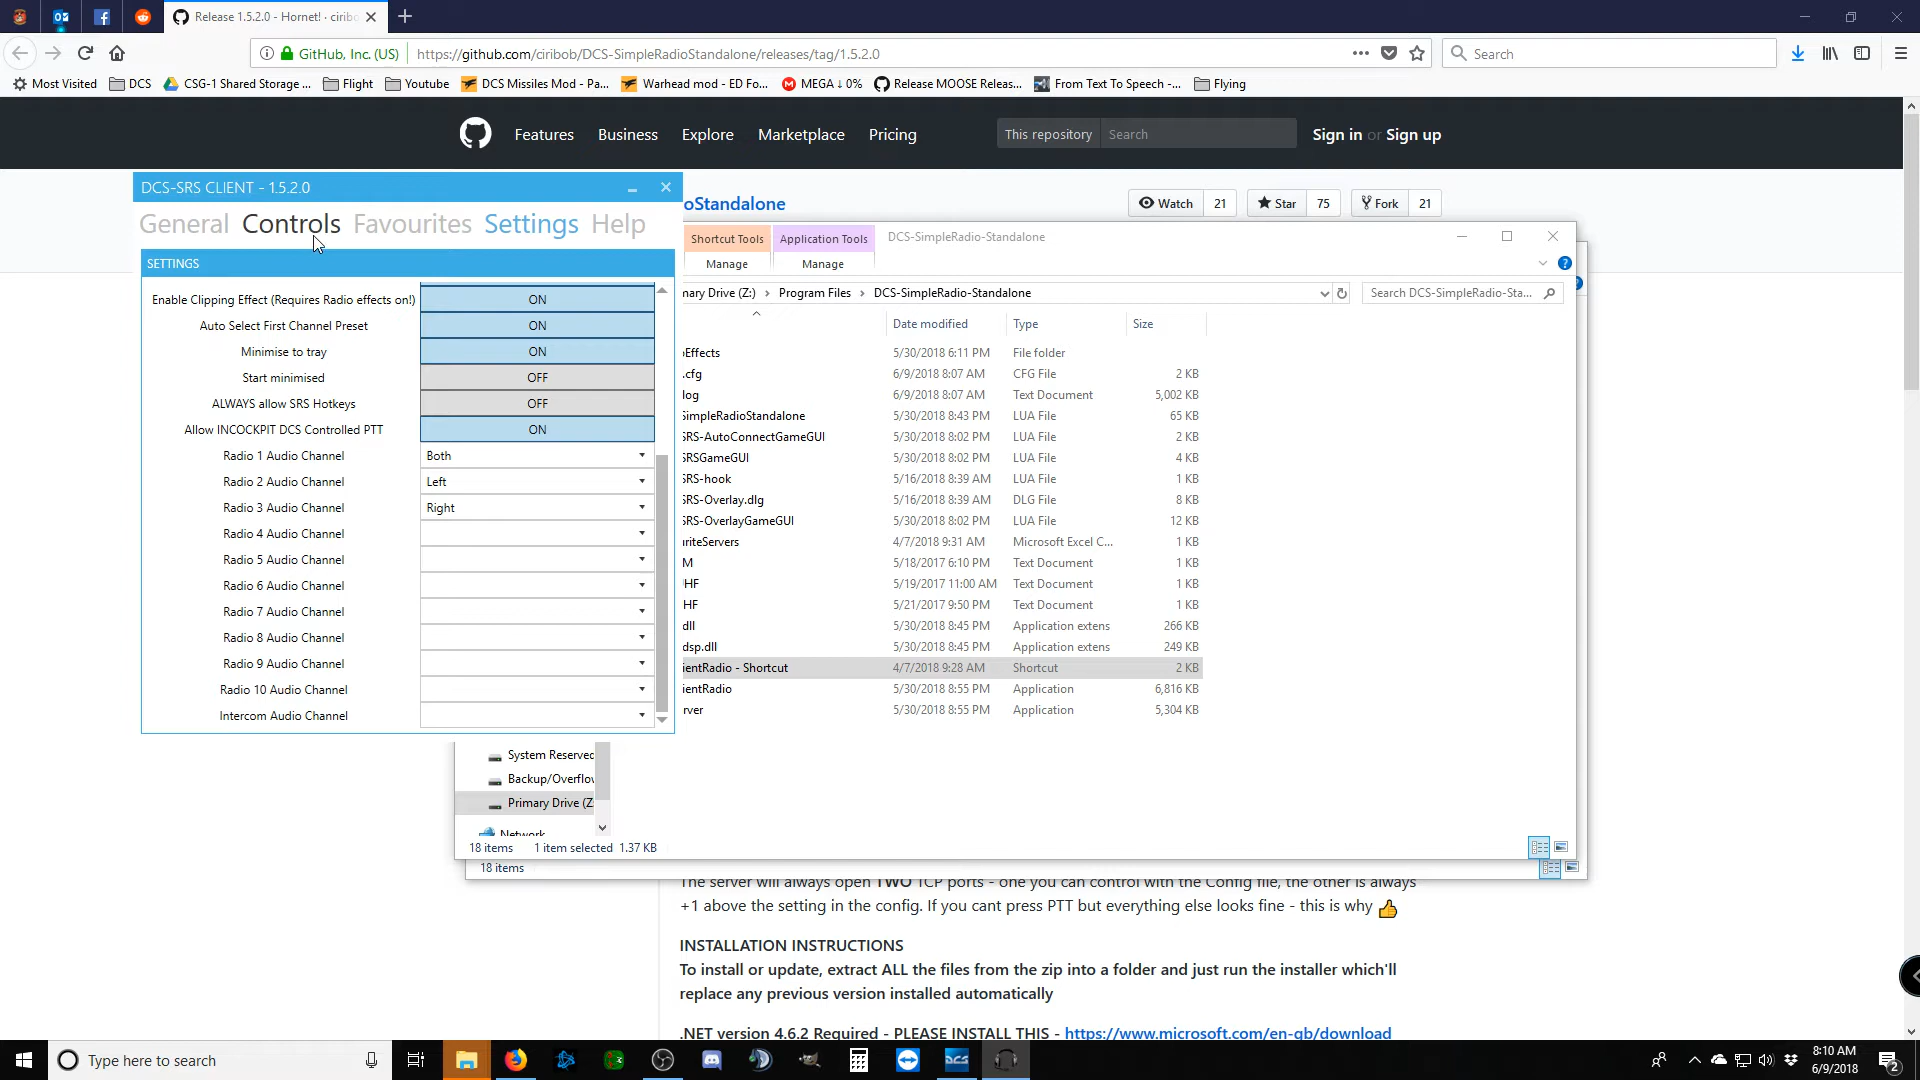 Release 1.5.2.0 - Hornet! · cirib
GitHub, Inc. (US)
https://github.com/ciribob/DCS-SimpleRadioStandalone/releases/tag/1.5.2.0
Search
Most Visited DCS CSG-1 Shared Storage ... Flight Youtube DCS Missiles Mod - Pa... Warhead mod - ED Fo... MEGA ↓ 0% Release MOOSE Releas... From Text To Speech -... Flying
Features Business Explore Marketplace Pricing This repository Search Sign in or Sign up
DCS-SRS CLIENT - 1.5.2.0
General Controls Favourites Settings Help
SETTINGS
Enable Clipping Effect (Requires Radio effects on!) ON
Auto Select First Channel Preset ON
Minimise to tray ON
Start minimised OFF
ALWAYS allow SRS Hotkeys OFF
Allow INCOCKPIT DCS Controlled PTT ON
Radio 1 Audio Channel Both
Radio 2 Audio Channel Left
Radio 3 Audio Channel Right
Radio 4 Audio Channel
Radio 5 Audio Channel
Radio 6 Audio Channel
Radio 7 Audio Channel
Radio 8 Audio Channel
Radio 9 Audio Channel
Radio 10 Audio Channel
Intercom Audio Channel
oStandalone
Watch 21 Star 75 Fork 21
Shortcut Tools Application Tools DCS-SimpleRadio-Standalone
Manage Manage
mary Drive (Z:) › Program Files › DCS-SimpleRadio-Standalone
Search DCS-SimpleRadio-Sta...
Date modified Type Size
Effects 5/30/2018 6:11 PM File folder
.cfg 6/9/2018 8:07 AM CFG File 2 KB
log 6/9/2018 8:07 AM Text Document 5,002 KB
SimpleRadioStandalone 5/30/2018 8:43 PM LUA File 65 KB
SRS-AutoConnectGameGUI 5/30/2018 8:02 PM LUA File 2 KB
SRSGameGUI 5/30/2018 8:02 PM LUA File 4 KB
SRS-hook 5/16/2018 8:39 AM LUA File 1 KB
SRS-Overlay.dlg 5/16/2018 8:39 AM DLG File 8 KB
SRS-OverlayGameGUI 5/30/2018 8:02 PM LUA File 12 KB
riteServers 4/7/2018 9:31 AM Microsoft Excel C... 1 KB
M 5/18/2017 6:10 PM Text Document 1 KB
HF 5/19/2017 11:00 AM Text Document 1 KB
HF 5/21/2017 9:50 PM Text Document 1 KB
dll 5/30/2018 8:45 PM Application extens 266 KB
dsp.dll 5/30/2018 8:45 PM Application extens 249 KB
ientRadio - Shortcut 4/7/2018 9:28 AM Shortcut 2 KB
ientRadio 5/30/2018 8:55 PM Application 6,816 KB
rver 5/30/2018 8:55 PM Application 5,304 KB
System Reserved
Backup/Overflow
Primary Drive (Z
Network
18 items 1 item selected 1.37 KB
18 items
The server will always open TWO TCP ports - one you can control with the Config file, the other is always
+1 above the setting in the config. If you cant press PTT but everything else looks fine - this is why
INSTALLATION INSTRUCTIONS
To install or update, extract ALL the files from the zip into a folder and just run the installer which'll
replace any previous version installed automatically
.NET version 4.6.2 Required - PLEASE INSTALL THIS - https://www.microsoft.com/en-gb/download
Type here to search
DCS
8:10 AM
6/9/2018
2